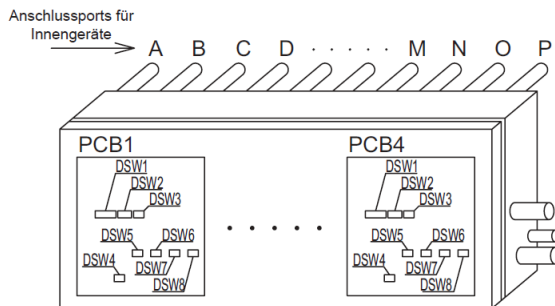 Anschlussports für
Innengeräte
A B C D · · · · · M N O P
PCB1
DSW1
DSW2
DSW3
DSW5
DSW6
DSW4
DSW7
DSW8
PCB4
DSW1
DSW2
DSW3
DSW5
DSW6
DSW4
DSW7
DSW8